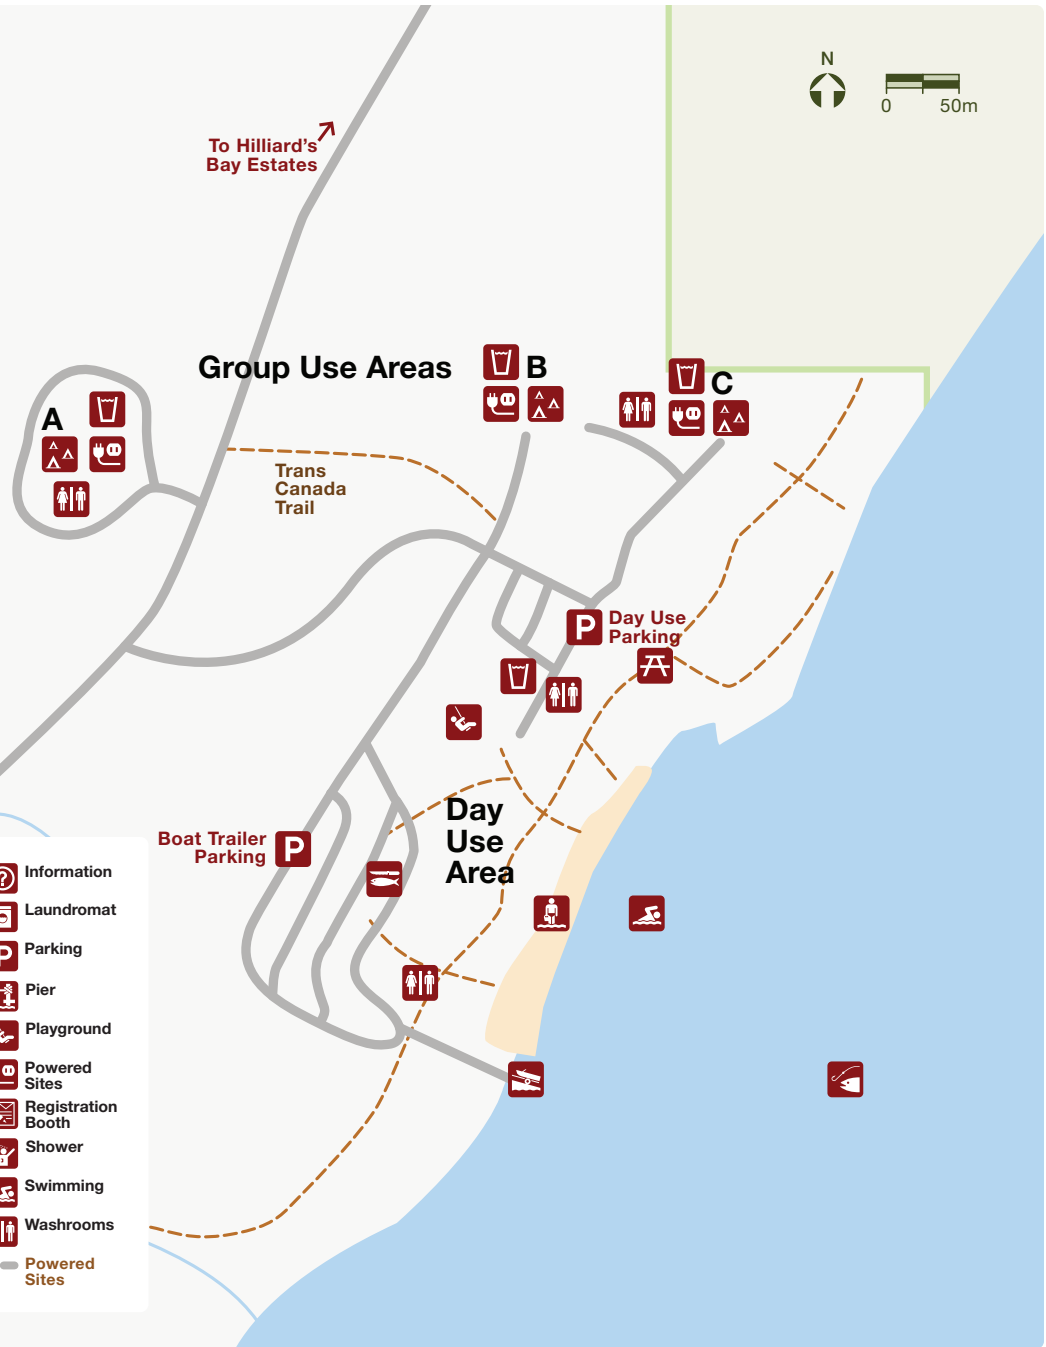 N
0 50m
To Hilliard's
Bay Estates
Group Use Areas
B
C
A
Trans
Canada
Trail
P
Day Use
Parking
Day
Use
Area
Boat Trailer
Parking
P
? Information
Laundromat
P Parking
Pier
Playground
Powered
Sites
Registration
Booth
Shower
Swimming
Washrooms
Powered
Sites